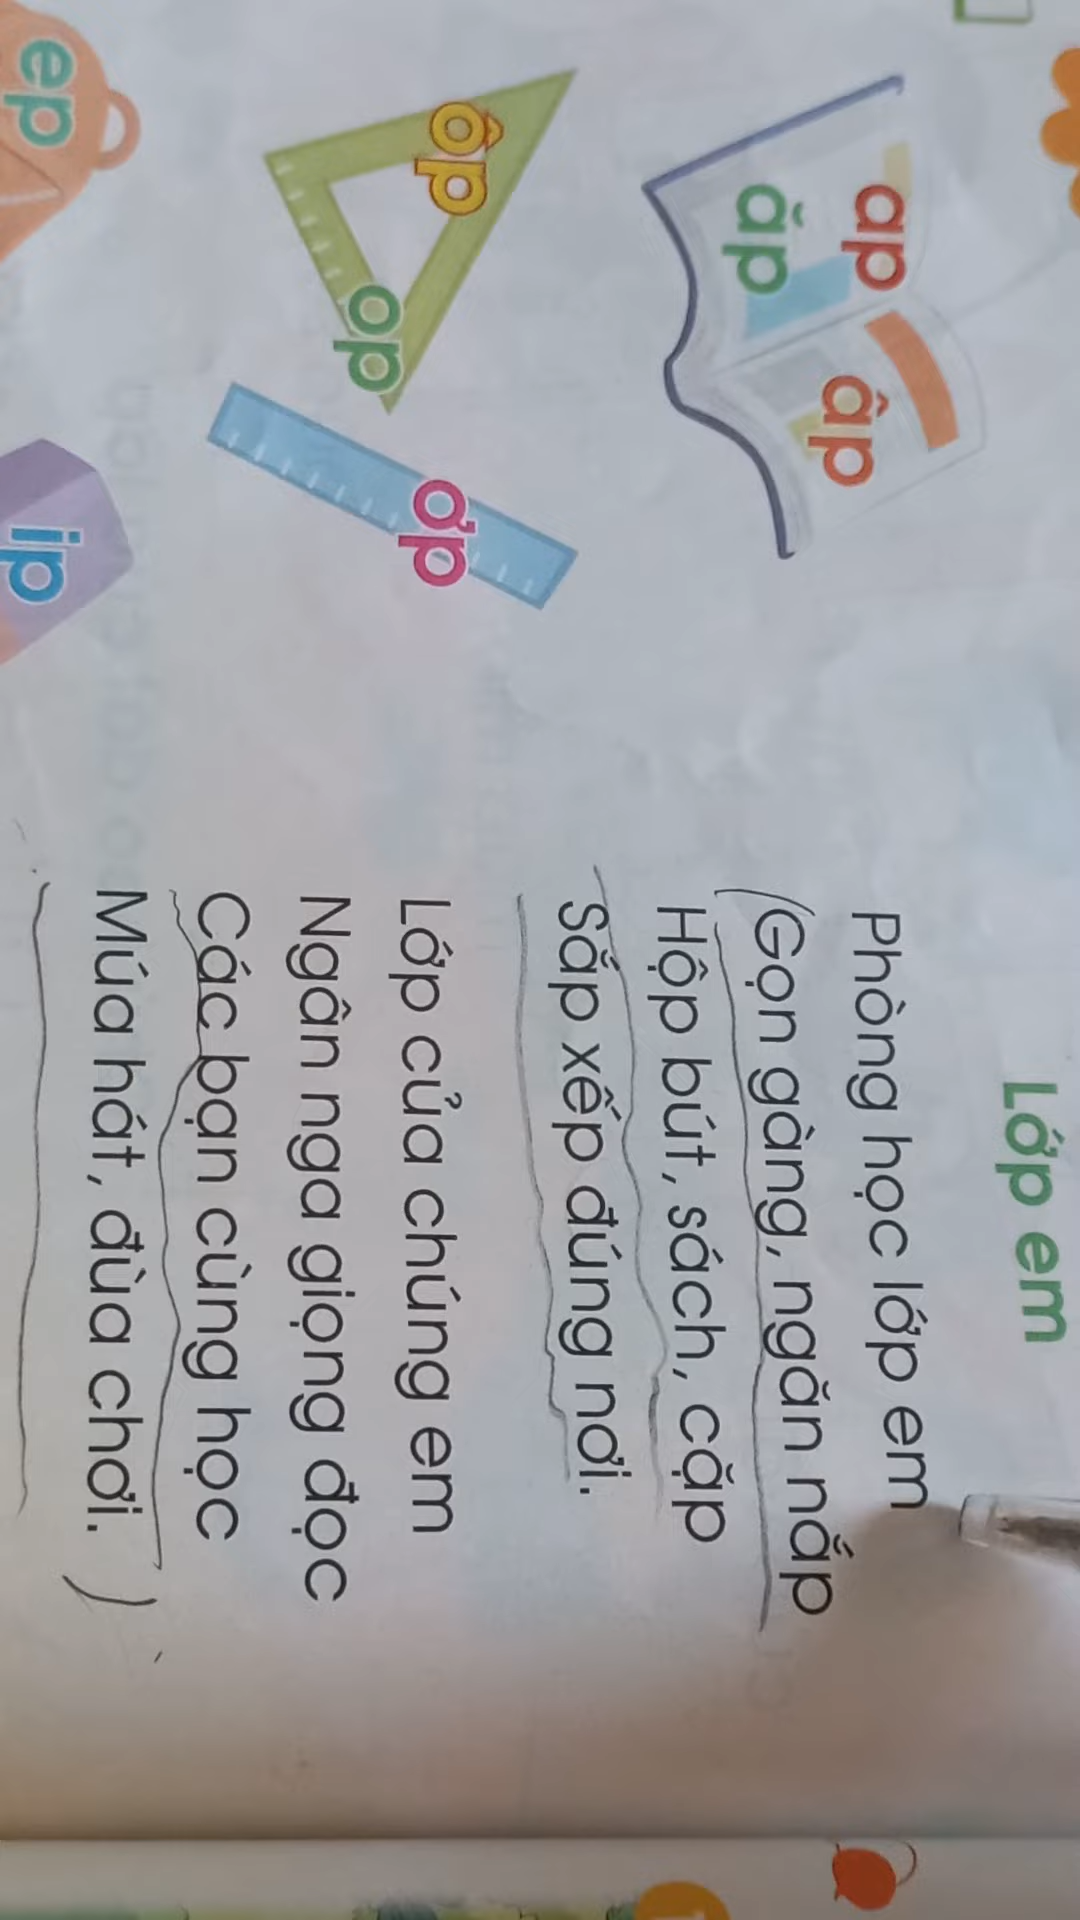 ap
ăp
âp
ôp
op
ơp
ep
ip
Lớp em
Phòng học lớp em
Gọn gàng, ngăn nắp
Hộp bút, sách, cặp
Sắp xếp đúng nơi.
Lớp của chúng em
Ngân nga giọng đọc
Các bạn cùng học
Múa hát, đùa chơi.